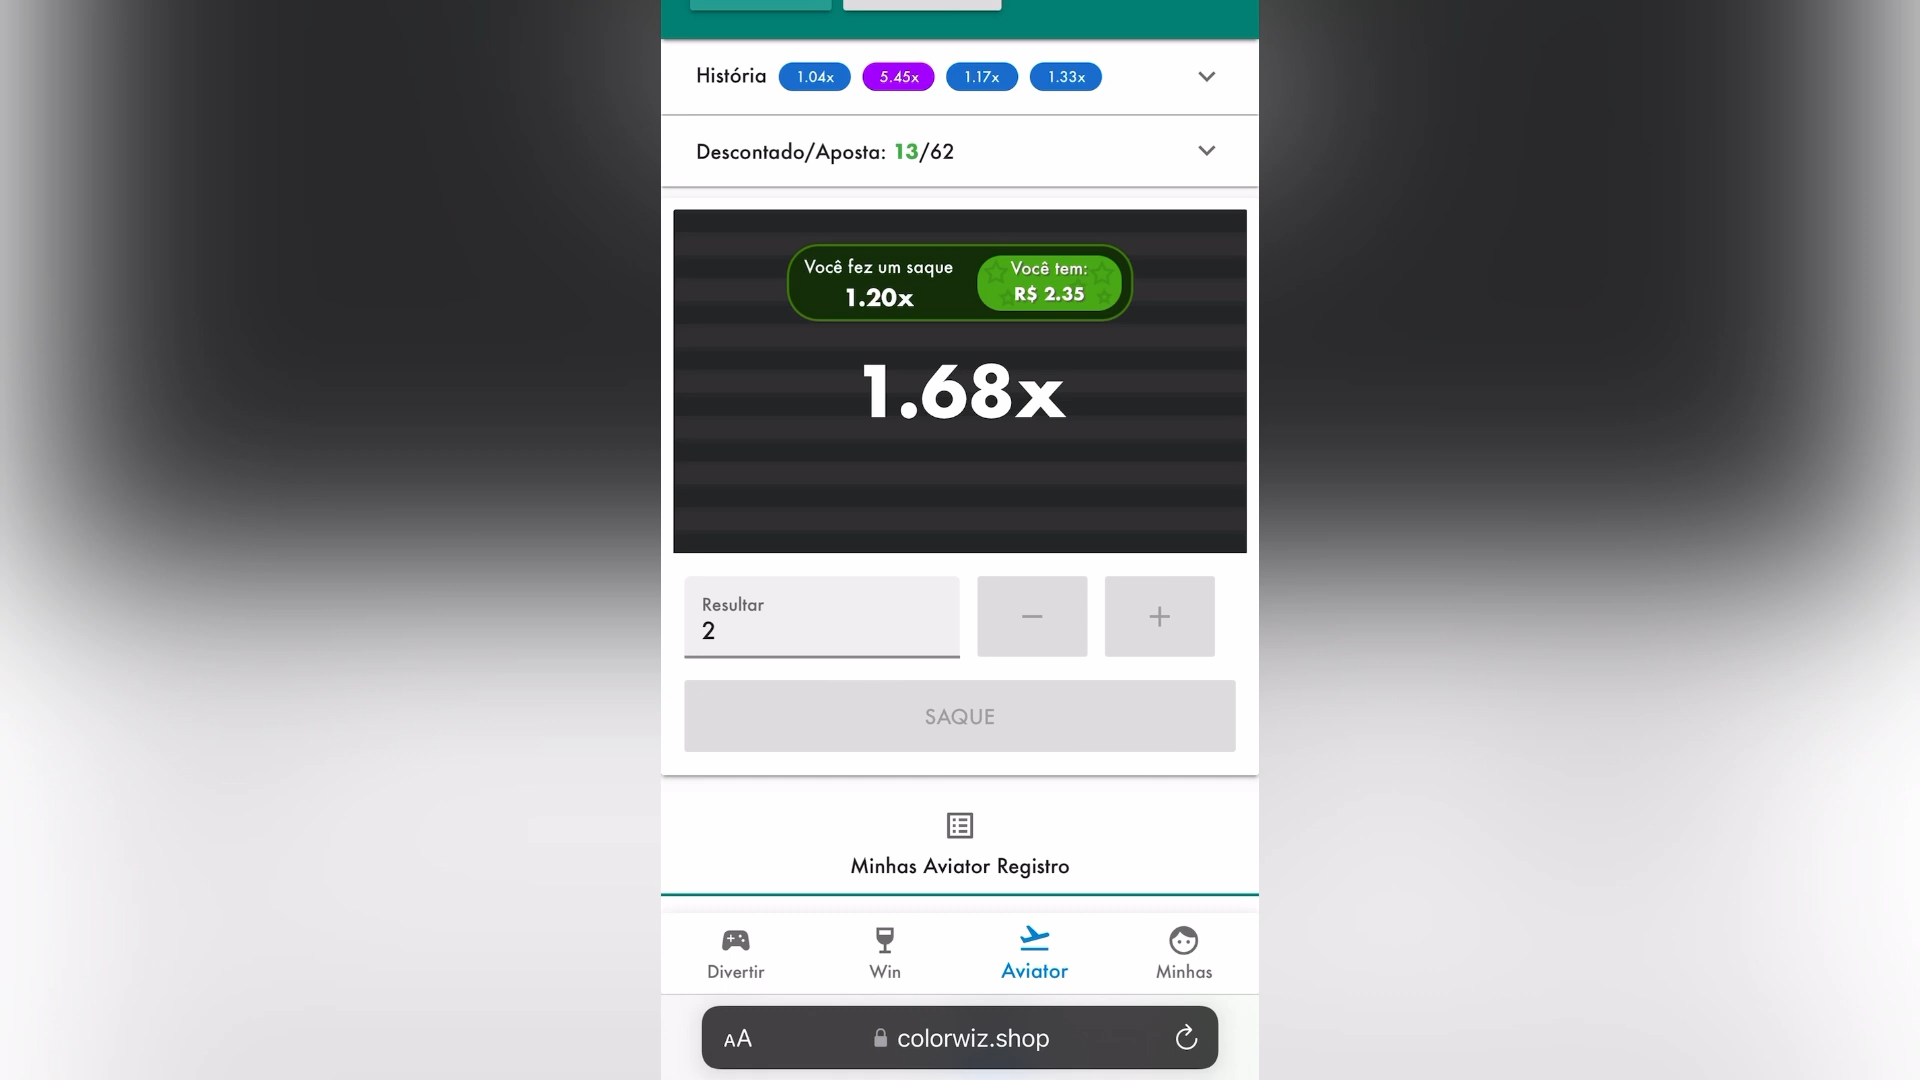 História 1.04x 5.45x 1.17x 1.33x
Descontado/Aposta: 13/62
Você fez um saque
1.20x
Você tem:
R$ 2.35
1.68x
Resultar
2
SAQUE
Minhas Aviator Registro
Divertir Win Aviator Minhas
AA colorwiz.shop